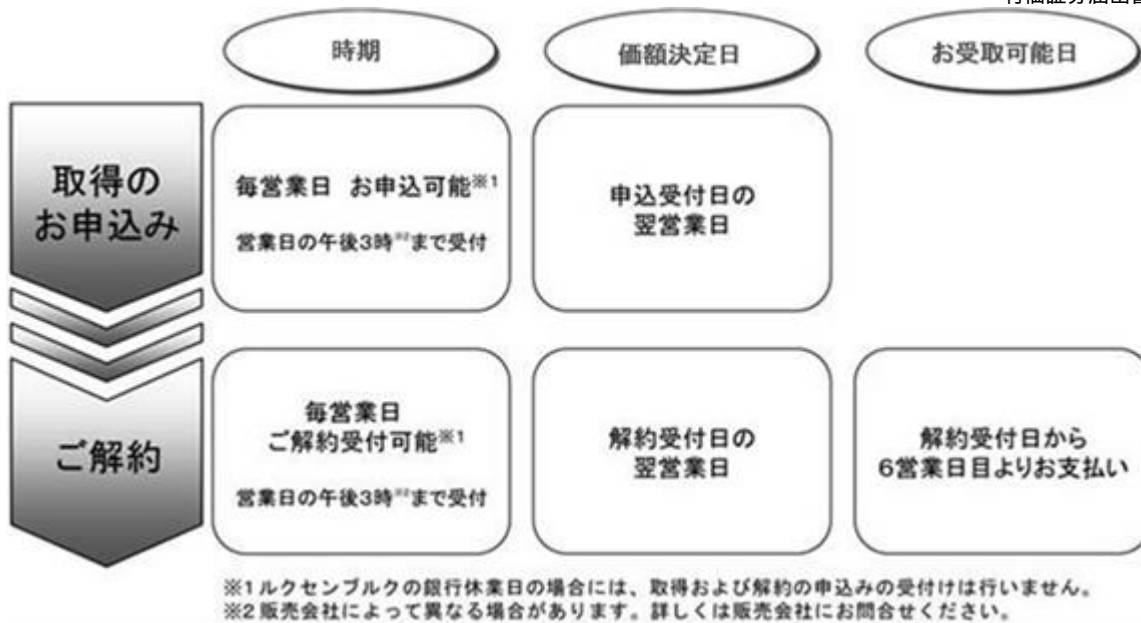 時期
価額決定日
お受取可能日
取得の
お申込み
毎営業日 お申込可能※1
営業日の午後3時※2まで受付
申込受付日の
翌営業日
ご解約
毎営業日
ご解約受付可能※1
営業日の午後3時※2まで受付
解約受付日の
翌営業日
解約受付日から
6営業日目よりお支払い
※1 ルクセンブルクの銀行休業日の場合には、取得および解約の申込みの受付けは行いません。
※2 販売会社によって異なる場合があります。詳しくは販売会社にお問合せください。